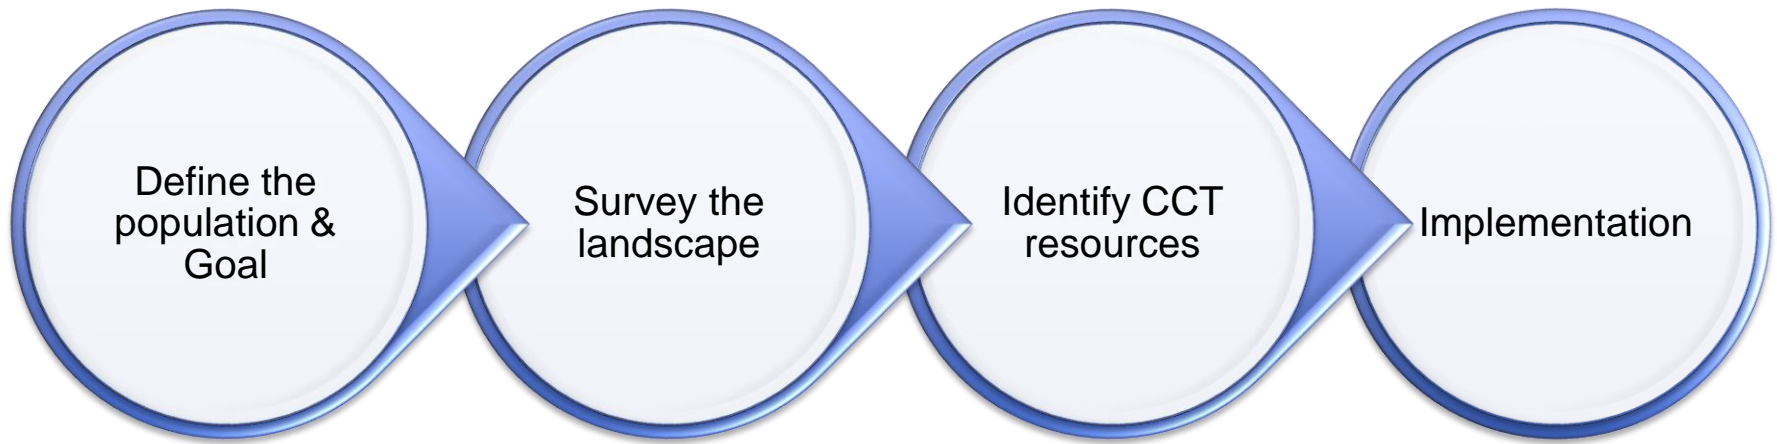 Define the
population &
Goal
Survey the
landscape
Identify CCT
resources
Implementation